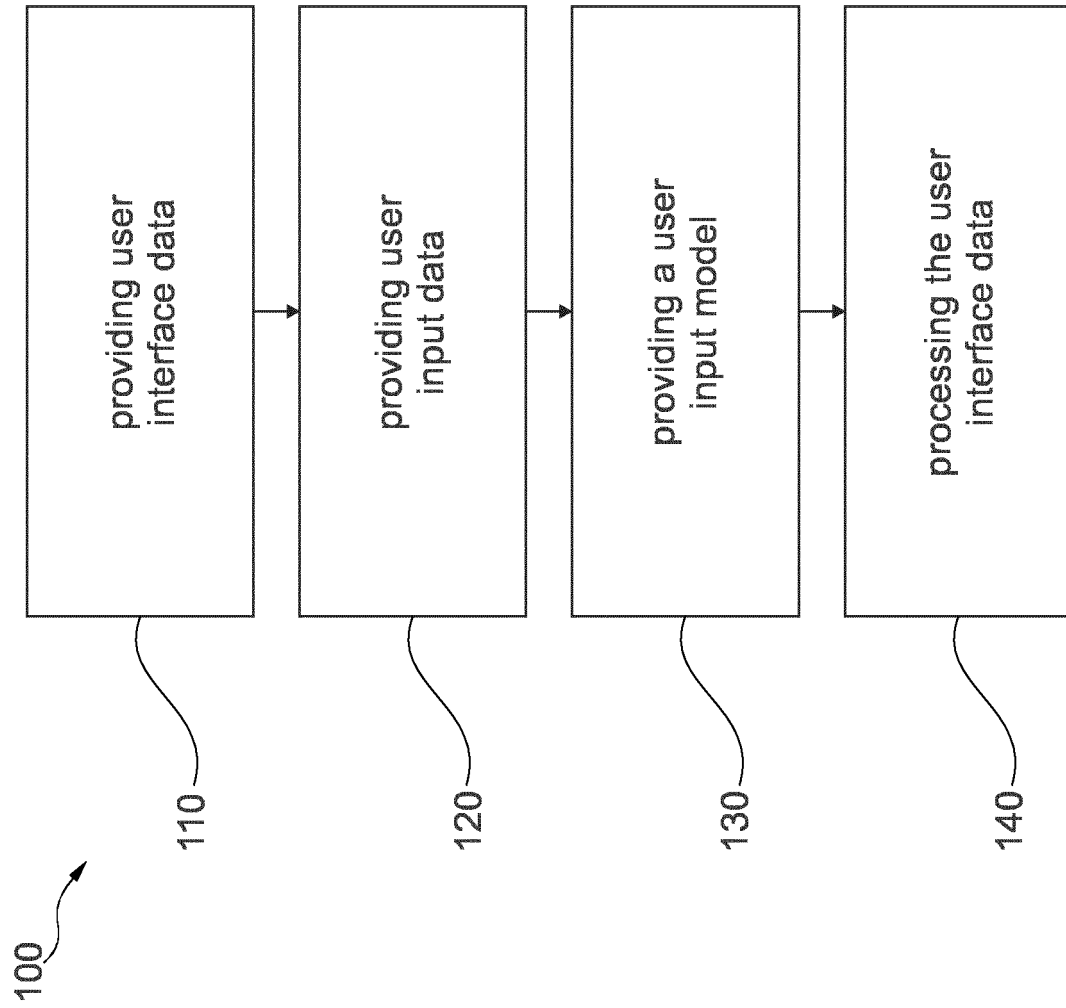 100
110
providing user
interface data
120
providing user
input data
130
providing a user
input model
140
processing the user
interface data